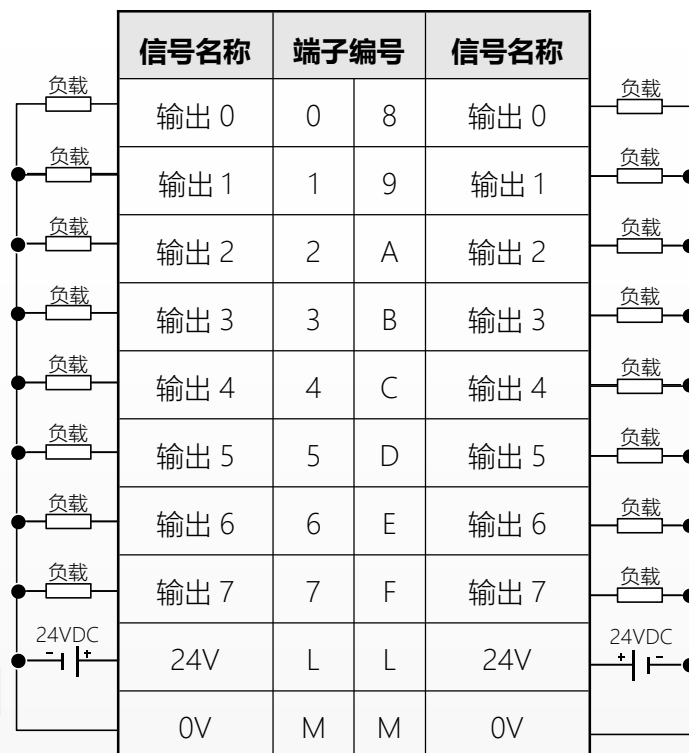 信号名称 端子编号 信号名称
负载 输出 0 0 8 输出 0 负载
负载 输出 1 1 9 输出 1 负载
负载 输出 2 2 A 输出 2 负载
负载 输出 3 3 B 输出 3 负载
负载 输出 4 4 C 输出 4 负载
负载 输出 5 5 D 输出 5 负载
负载 输出 6 6 E 输出 6 负载
负载 输出 7 7 F 输出 7 负载
24VDC - + 24V L L 24V 24VDC + -
0V M M 0V